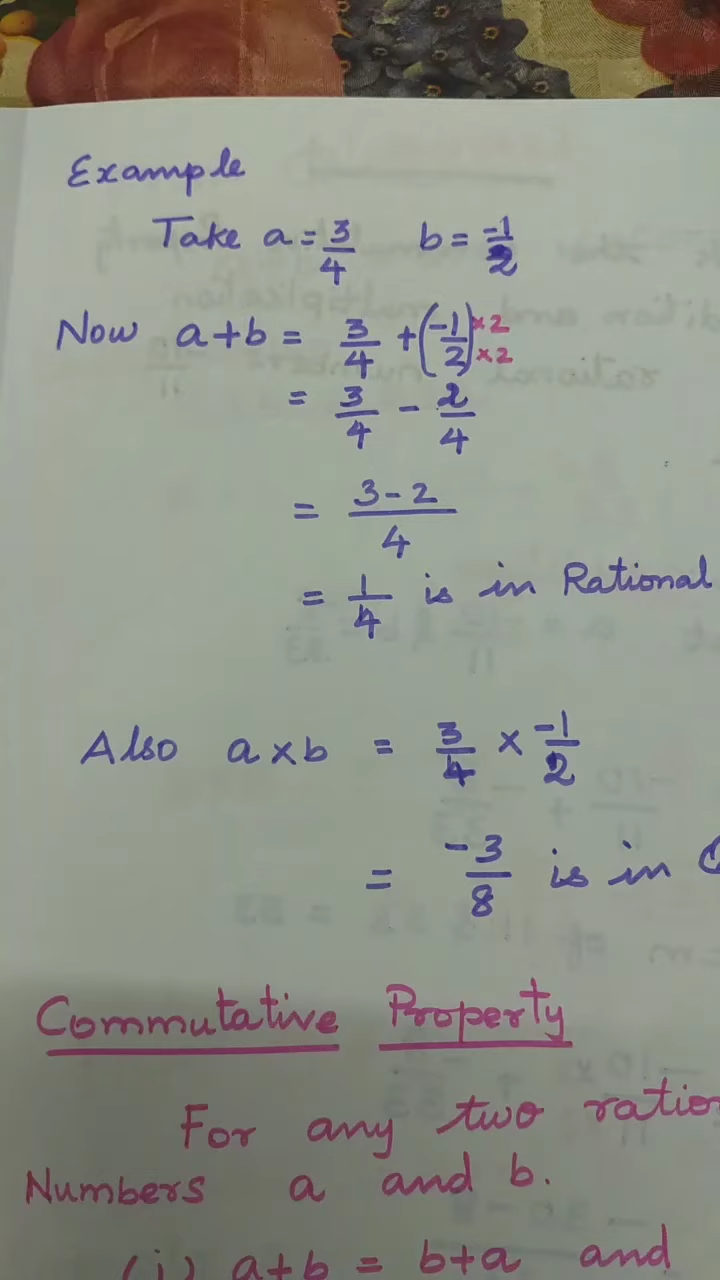 Example
Take a = 3/4 b = -1/2
Now a+b = 3/4 + (-1/2) ×2 ×2
= 3/4 - 2/4
= 3-2/4
= 1/4 is in Rational
Also a×b = 3/4 × -1/2
= -3/8 is in
Commutative Property
For any two ratio
Numbers a and b.
(i) a+b = b+a and